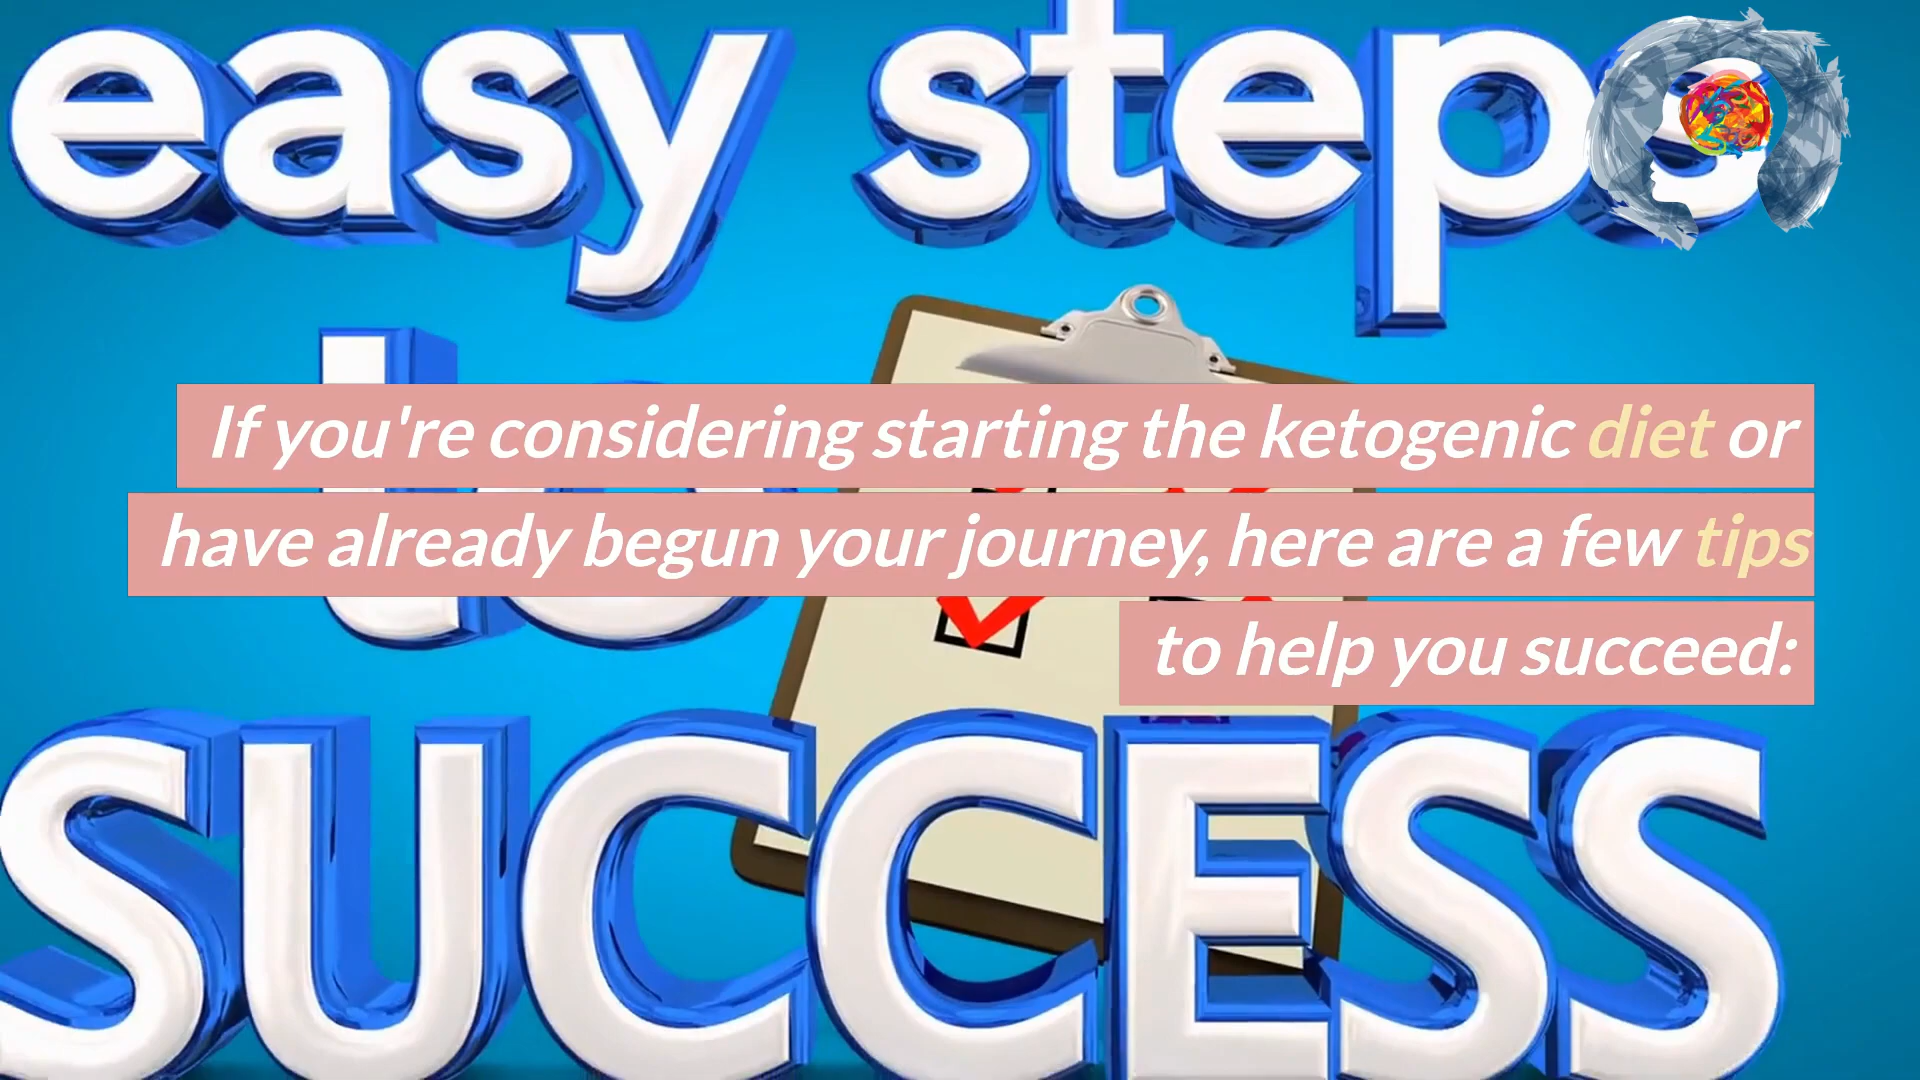 easy steps
to
If you're considering starting the ketogenic diet or
have already begun your journey, here are a few tips
to help you succeed:
SUCCESS